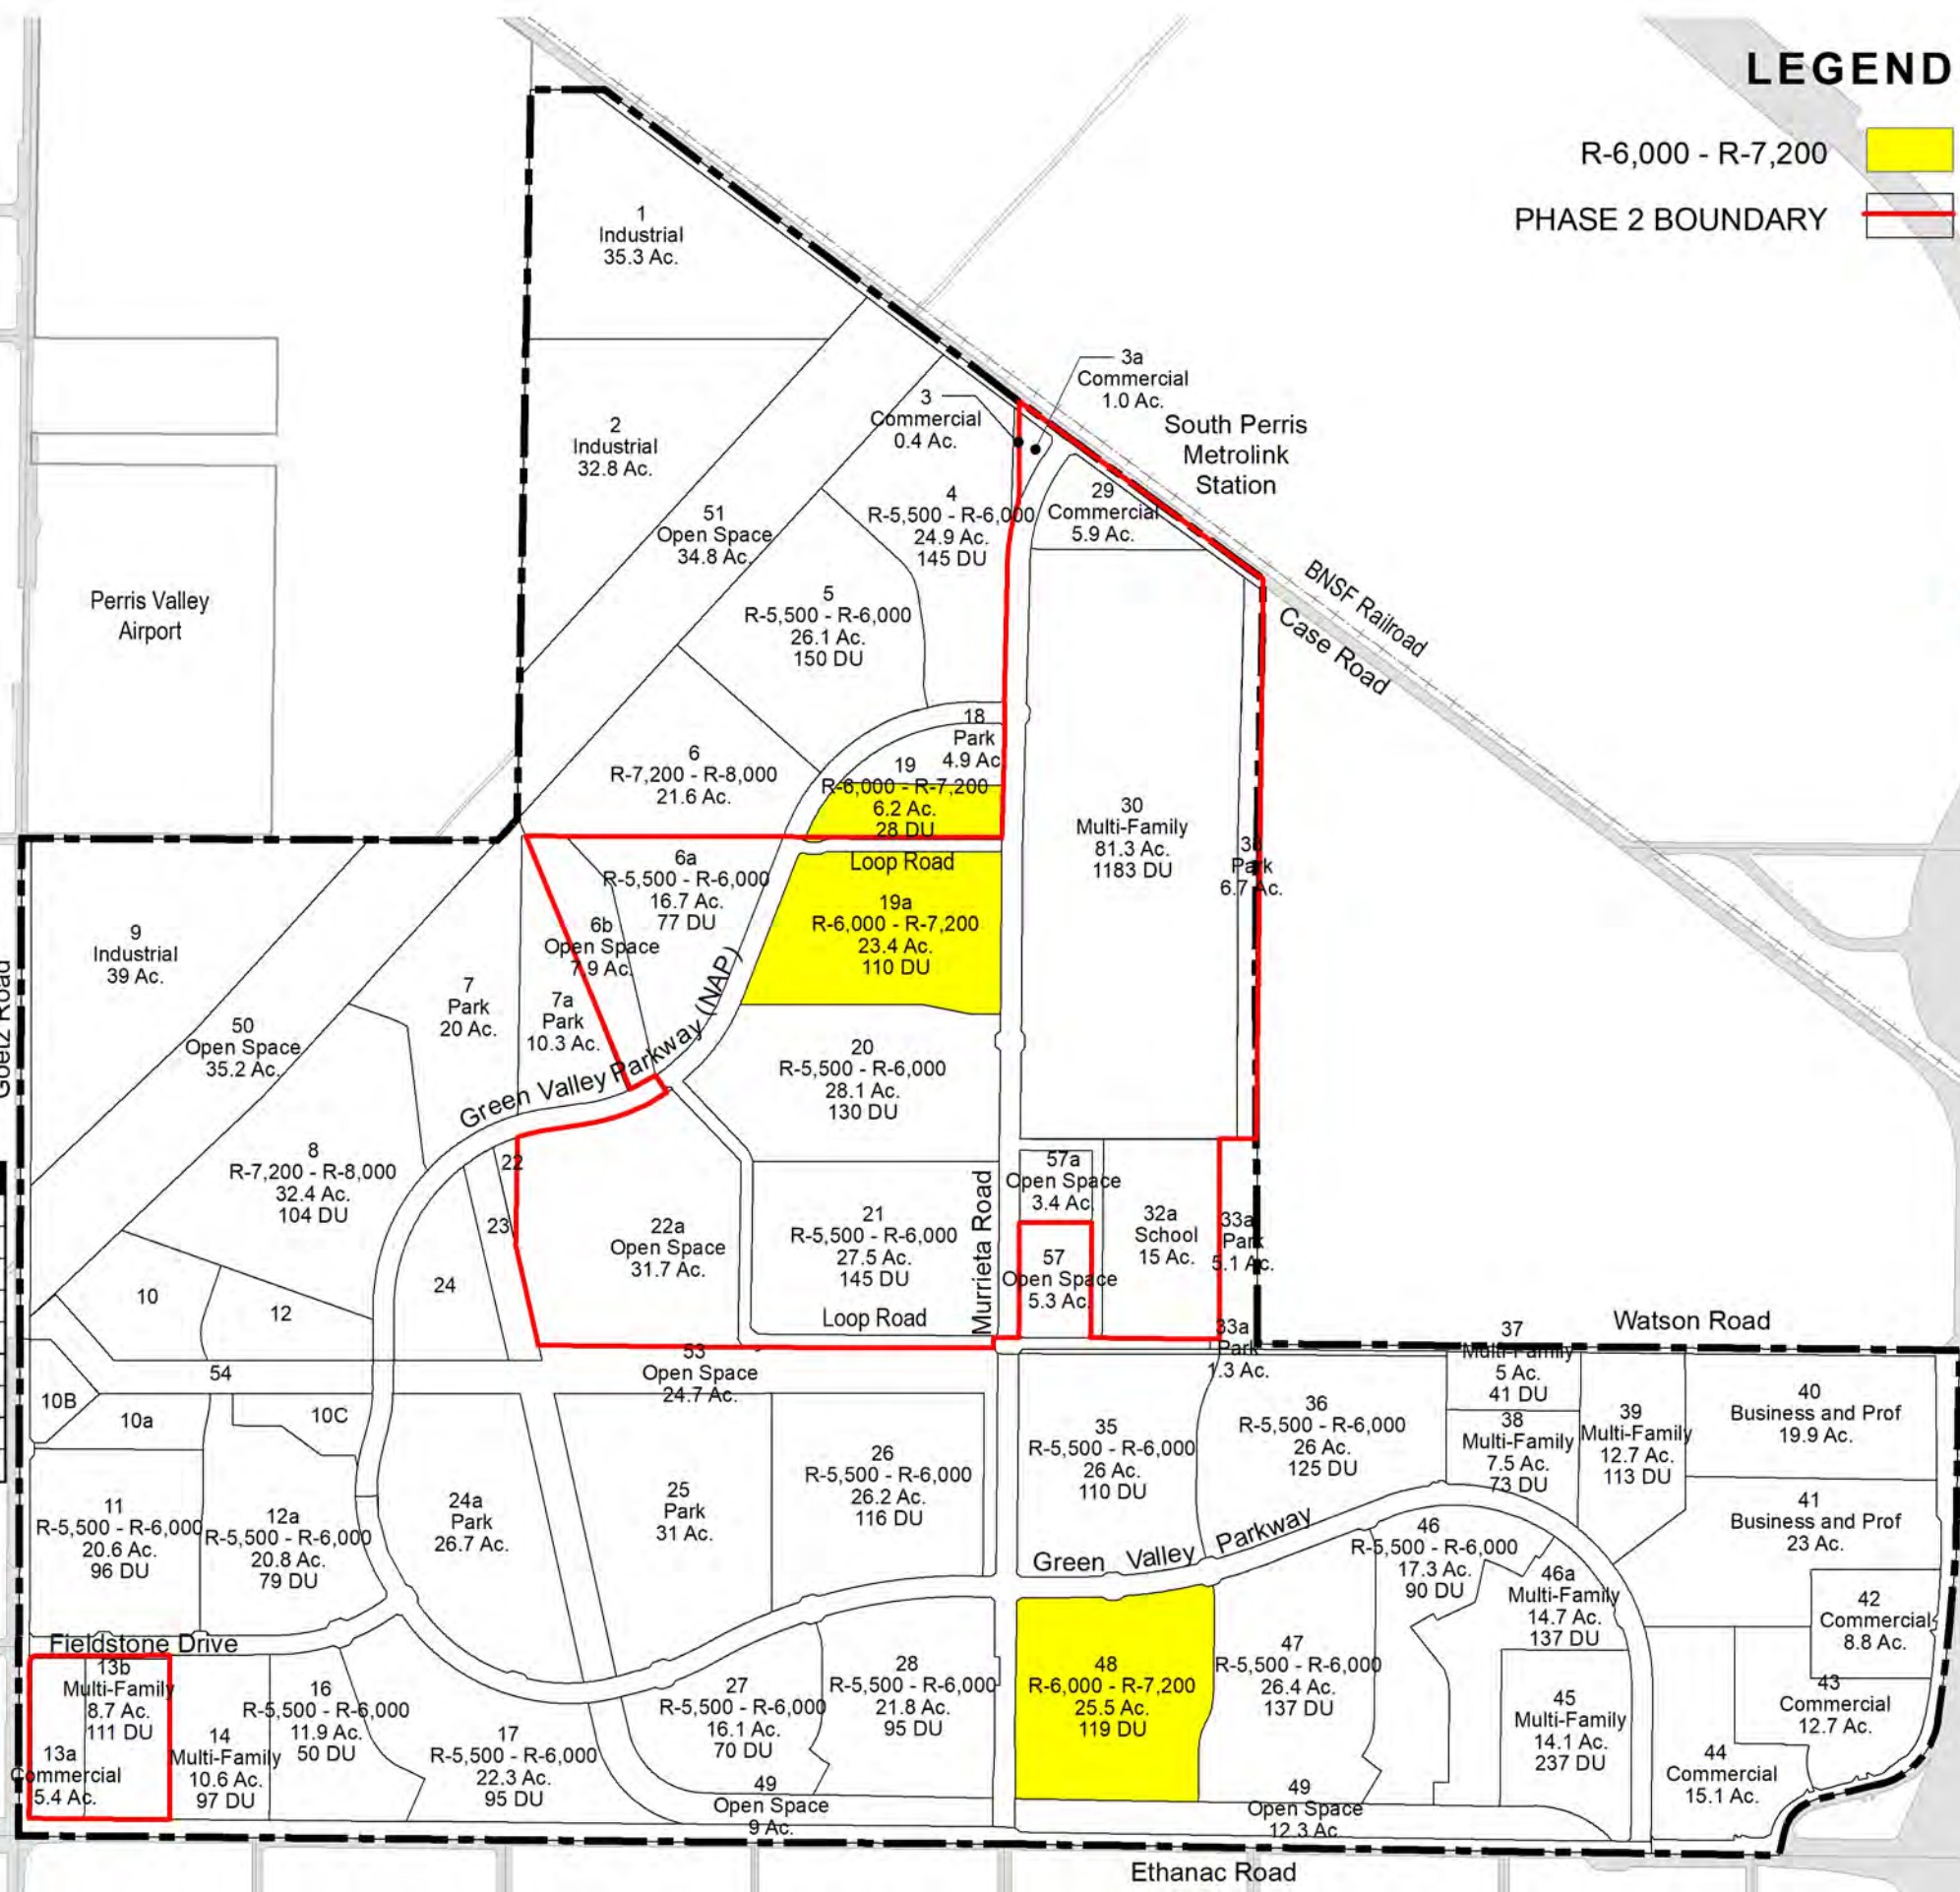 LEGEND
R-6,000 - R-7,200
PHASE 2 BOUNDARY
1
Industrial
35.3 Ac.
3a
Commercial
1.0 Ac.
3
Commercial
0.4 Ac.
South Perris
Metrolink
Station
2
Industrial
32.8 Ac.
51
Open Space
34.8 Ac.
4
R-5,500 - R-6,000
24.9 Ac.
145 DU
29
Commercial
5.9 Ac.
BNSF Railroad
Case Road
Perris Valley
Airport
5
R-5,500 - R-6,000
26.1 Ac.
150 DU
18
Park
4.9 Ac
6
R-7,200 - R-8,000
21.6 Ac.
19
R-6,000 - R-7,200
6.2 Ac.
28 DU
30
Multi-Family
81.3 Ac.
1183 DU
Park
6.7 Ac.
Loop Road
6a
R-5,500 - R-6,000
16.7 Ac.
77 DU
19a
R-6,000 - R-7,200
23.4 Ac.
110 DU
6b
Open Space
7.9 Ac.
9
Industrial
39 Ac.
Goetz Road
7
Park
20 Ac.
7a
Park
10.3 Ac.
50
Open Space
35.2 Ac.
Green Valley Parkway (NAP)
20
R-5,500 - R-6,000
28.1 Ac.
130 DU
8
R-7,200 - R-8,000
32.4 Ac.
104 DU
22
23
22a
Open Space
31.7 Ac.
21
R-5,500 - R-6,000
27.5 Ac.
145 DU
Loop Road
Murrieta Road
57a
Open Space
3.4 Ac
57
Open Space
5.3 Ac.
32a
School
15 Ac.
33a
Park
5.1 Ac.
33a
Park
1.3 Ac.
Watson Road
10
12
24
54
53
Open Space
24.7 Ac.
10B
10a
10C
37
Multi-Family
5 Ac.
41 DU
38
Multi-Family
7.5 Ac.
73 DU
39
Multi-Family
12.7 Ac.
113 DU
40
Business and Prof
19.9 Ac.
35
R-5,500 - R-6,000
26 Ac.
110 DU
36
R-5,500 - R-6,000
26 Ac.
125 DU
11
R-5,500 - R-6,000
20.6 Ac.
96 DU
12a
R-5,500 - R-6,000
20.8 Ac.
79 DU
24a
Park
26.7 Ac.
25
Park
31 Ac.
26
R-5,500 - R-6,000
26.2 Ac.
116 DU
41
Business and Prof
23 Ac.
Green Valley Parkway
46
R-5,500 - R-6,000
17.3 Ac.
90 DU
46a
Multi-Family
14.7 Ac.
137 DU
42
Commercial
8.8 Ac.
Fieldstone Drive
13b
Multi-Family
8.7 Ac.
111 DU
13a
Commercial
5.4 Ac.
14
Multi-Family
10.6 Ac.
97 DU
16
R-5,500 - R-6,000
11.9 Ac.
50 DU
17
R-5,500 - R-6,000
22.3 Ac.
95 DU
27
R-5,500 - R-6,000
16.1 Ac.
70 DU
28
R-5,500 - R-6,000
21.8 Ac.
95 DU
48
R-6,000 - R-7,200
25.5 Ac.
119 DU
47
R-5,500 - R-6,000
26.4 Ac.
137 DU
45
Multi-Family
14.1 Ac.
237 DU
43
Commercial
12.7 Ac.
44
Commercial
15.1 Ac.
49
Open Space
9 Ac.
49
Open Space
12.3 Ac
Ethanac Road